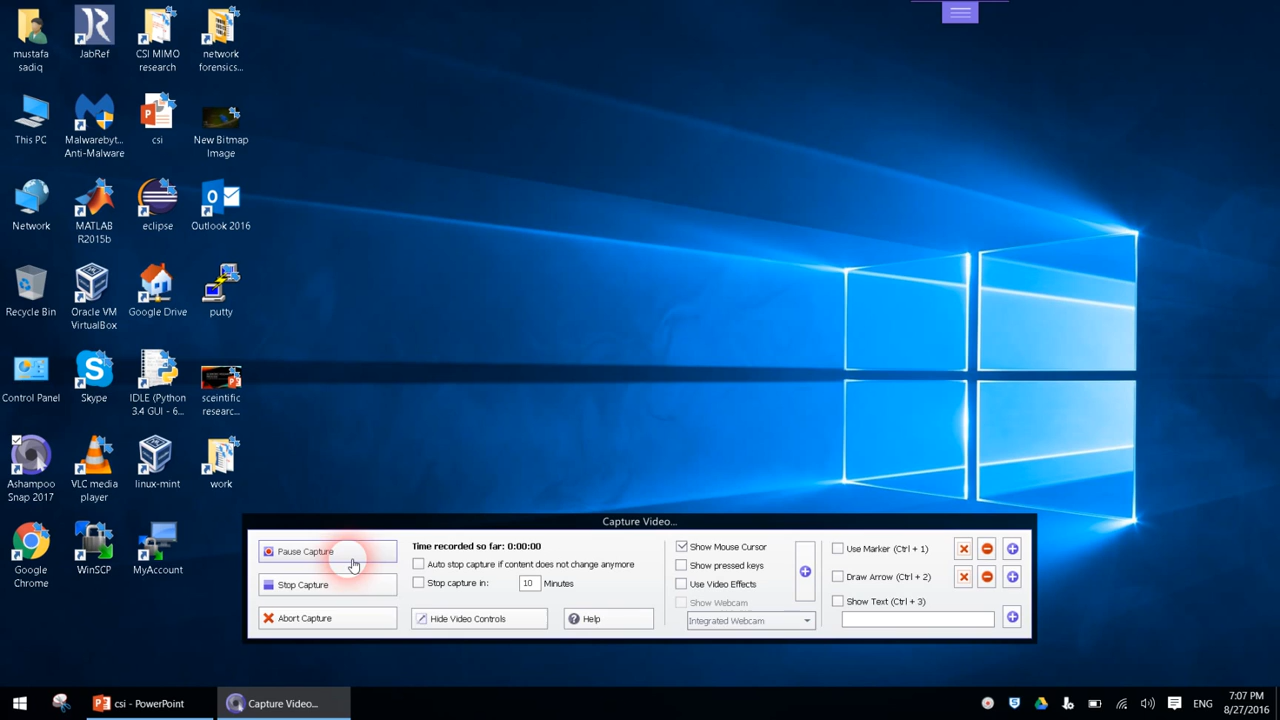 mustafa
sadiq
JabRef
CSI MIMO
research
network
forensics...
This PC
Malwarebyt...
Anti-Malware
csi
New Bitmap
Image
Network
MATLAB
R2015b
eclipse
Outlook 2016
Recycle Bin
Oracle VM
VirtualBox
Google Drive
putty
Control Panel
Skype
IDLE (Python
3.4 GUI - 6...
sceintific
researc...
Ashampoo
Snap 2017
VLC media
player
linux-mint
work
Google
Chrome
WinSCP
MyAccount
Capture Video...
Pause Capture
Stop Capture
Abort Capture
Time recorded so far: 0:00:00
Auto stop capture if content does not change anymore
Stop capture in: 10 Minutes
Hide Video Controls
Help
Show Mouse Cursor
Show pressed keys
Use Video Effects
Show Webcam
Integrated Webcam
Use Marker (Ctrl + 1)
Draw Arrow (Ctrl + 2)
Show Text (Ctrl + 3)
csi - PowerPoint
Capture Video...
ENG
7:07 PM
8/27/2016